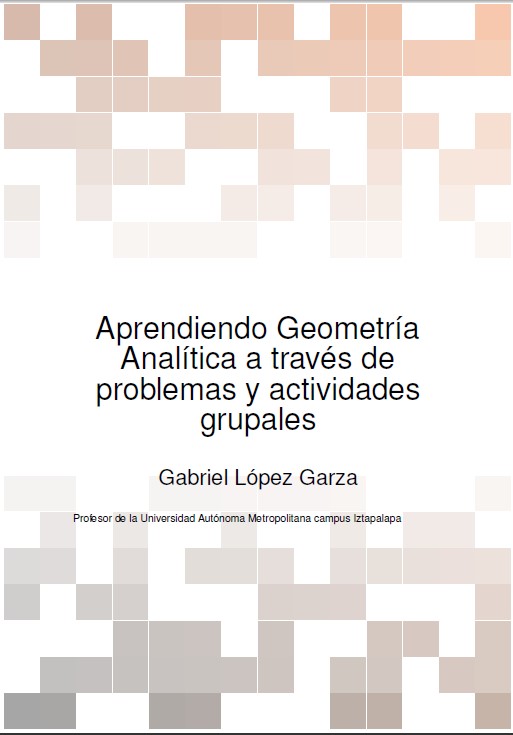 Aprendiendo Geometría
Analítica a través de
problemas y actividades
grupales
Gabriel López Garza
Profesor de la Universidad Autónoma Metropolitana campus Iztapalapa